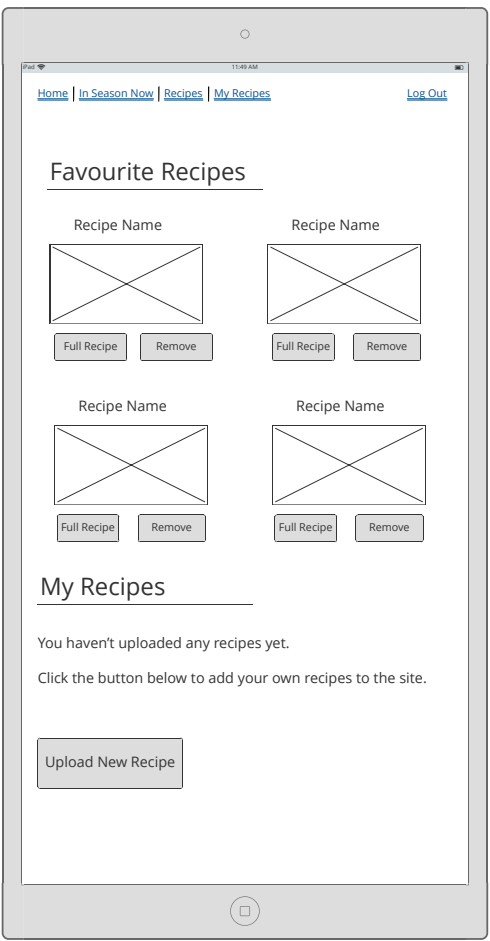 iPad 11:49 AM
Home | In Season Now | Recipes | My Recipes Log Out
Favourite Recipes
Recipe Name Recipe Name
Full Recipe Remove Full Recipe Remove
Recipe Name Recipe Name
Full Recipe Remove Full Recipe Remove
My Recipes
You haven’t uploaded any recipes yet.
Click the button below to add your own recipes to the site.
Upload New Recipe